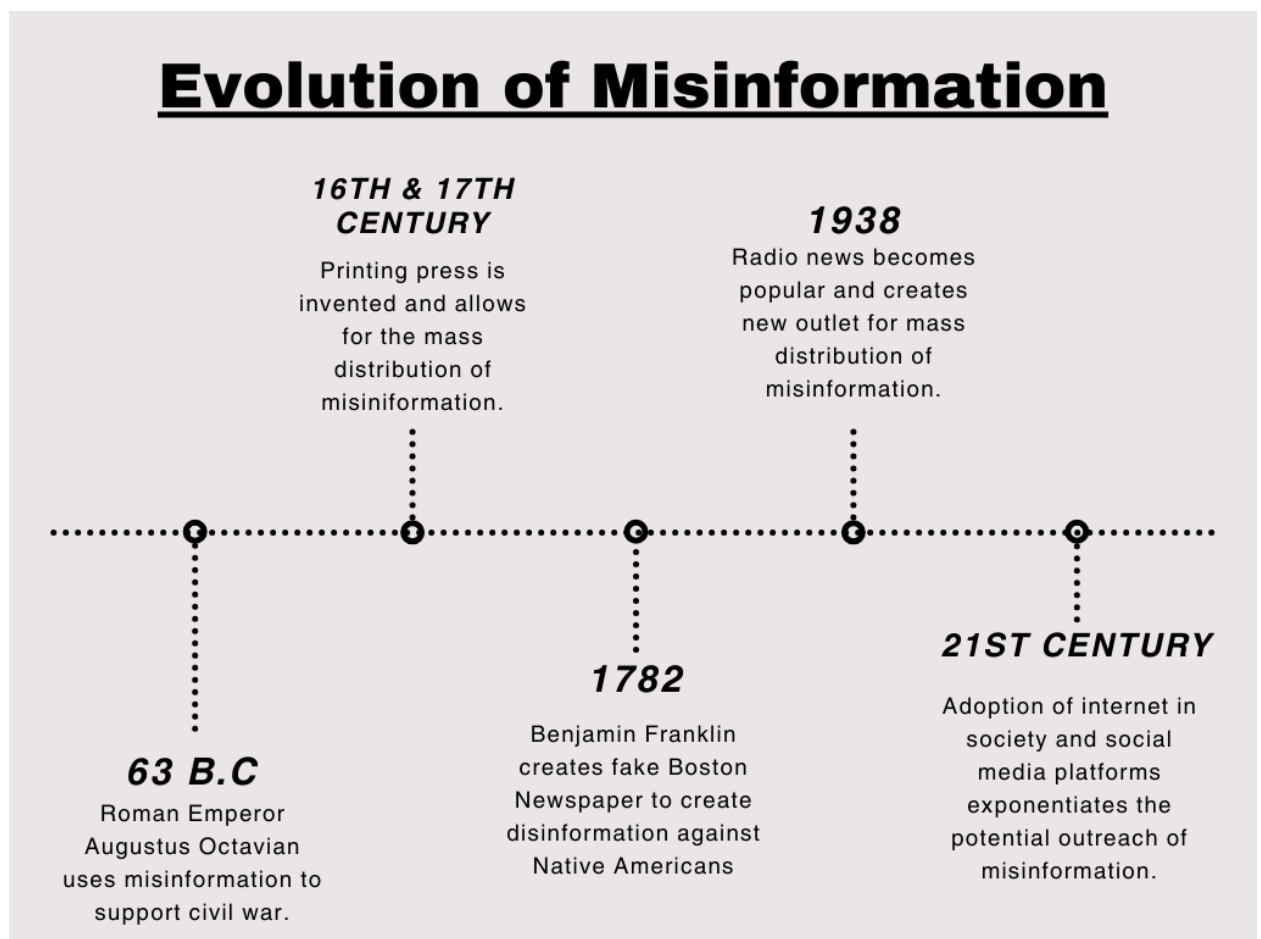 Evolution of Misinformation
63 B.C
Roman Emperor
Augustus Octavian
uses misinformation to
support civil war.
16TH & 17TH
CENTURY
Printing press is
invented and allows
for the mass
distribution of
misiniformation.
1782
Benjamin Franklin
creates fake Boston
Newspaper to create
disinformation against
Native Americans
1938
Radio news becomes
popular and creates
new outlet for mass
distribution of
misinformation.
21ST CENTURY
Adoption of internet in
society and social
media platforms
exponentiates the
potential outreach of
misinformation.